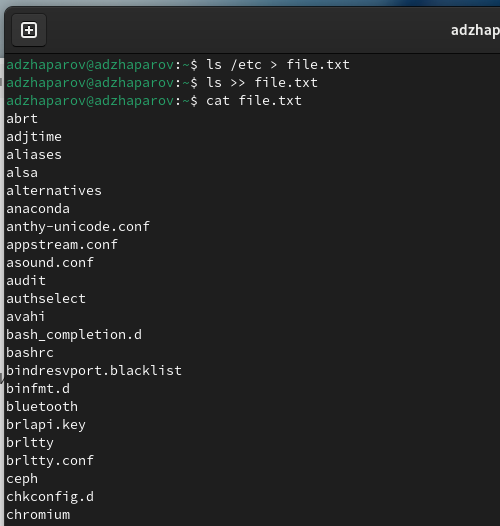 adzhap
adzhaparov@adzhaparov:~$ ls /etc > file.txt
adzhaparov@adzhaparov:~$ ls >> file.txt
adzhaparov@adzhaparov:~$ cat file.txt
abrt
adjtime
aliases
alsa
alternatives
anaconda
anthy-unicode.conf
appstream.conf
asound.conf
audit
authselect
avahi
bash_completion.d
bashrc
bindresvport.blacklist
binfmt.d
bluetooth
brlapi.key
brltty
brltty.conf
ceph
chkconfig.d
chromium